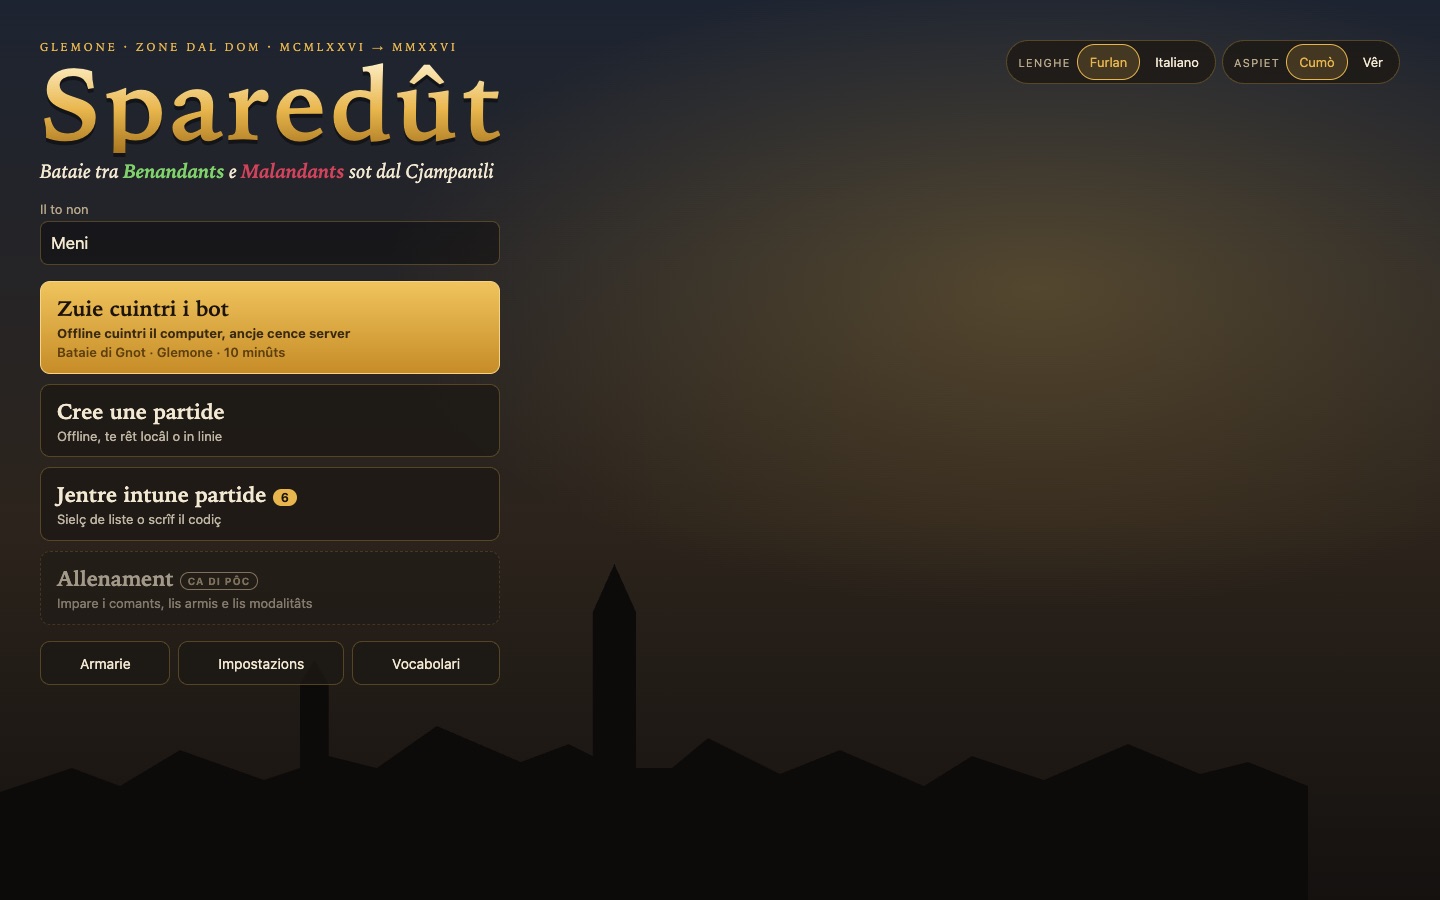 GLEMONE · ZONE DAL DOM · MCMLXXVI → MMXXVI
Sparedût
Bataie tra Benandants e Malandants sot dal Cjampanili
LENGHE Furlan Italiano
ASPIET Cumò Vêr
Il to non
Meni
Zuie cuintri i bot
Offline cuintri il computer, ancje cence server
Bataie di Gnot · Glemone · 10 minûts
Cree une partide
Offline, te rêt locâl o in linie
Jentre intune partide 6
Sielç de liste o scrîf il codiç
Allenament CA DI PÔC
Impare i comants, lis armis e lis modalitâts
Armarie
Impostazions
Vocabolari